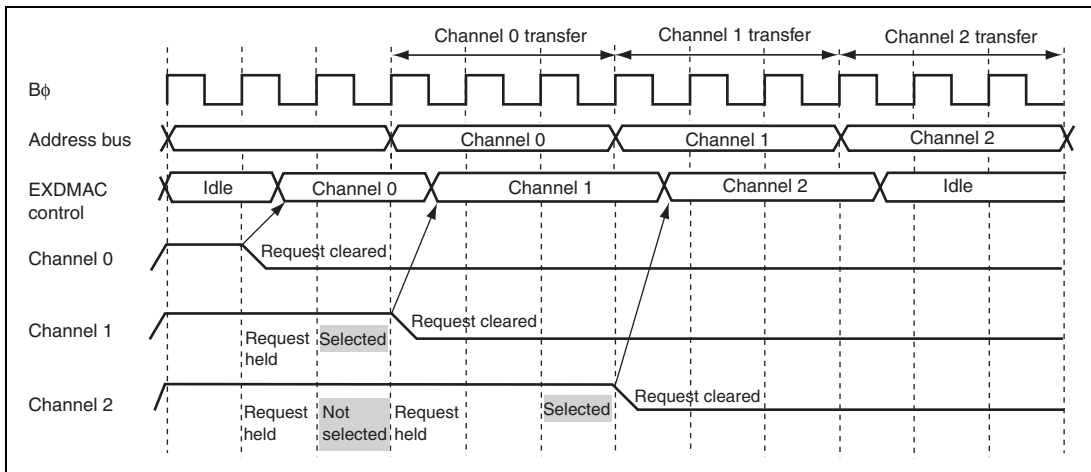 Channel 0 transfer Channel 1 transfer Channel 2 transfer
Bϕ
Address bus Channel 0 Channel 1 Channel 2
EXDMAC
control
Idle Channel 0 Channel 1 Channel 2 Idle
Channel 0 Request cleared
Channel 1 Request cleared
Request
held
Selected
Channel 2 Request cleared
Request
held
Not
selected
Request
held
Selected